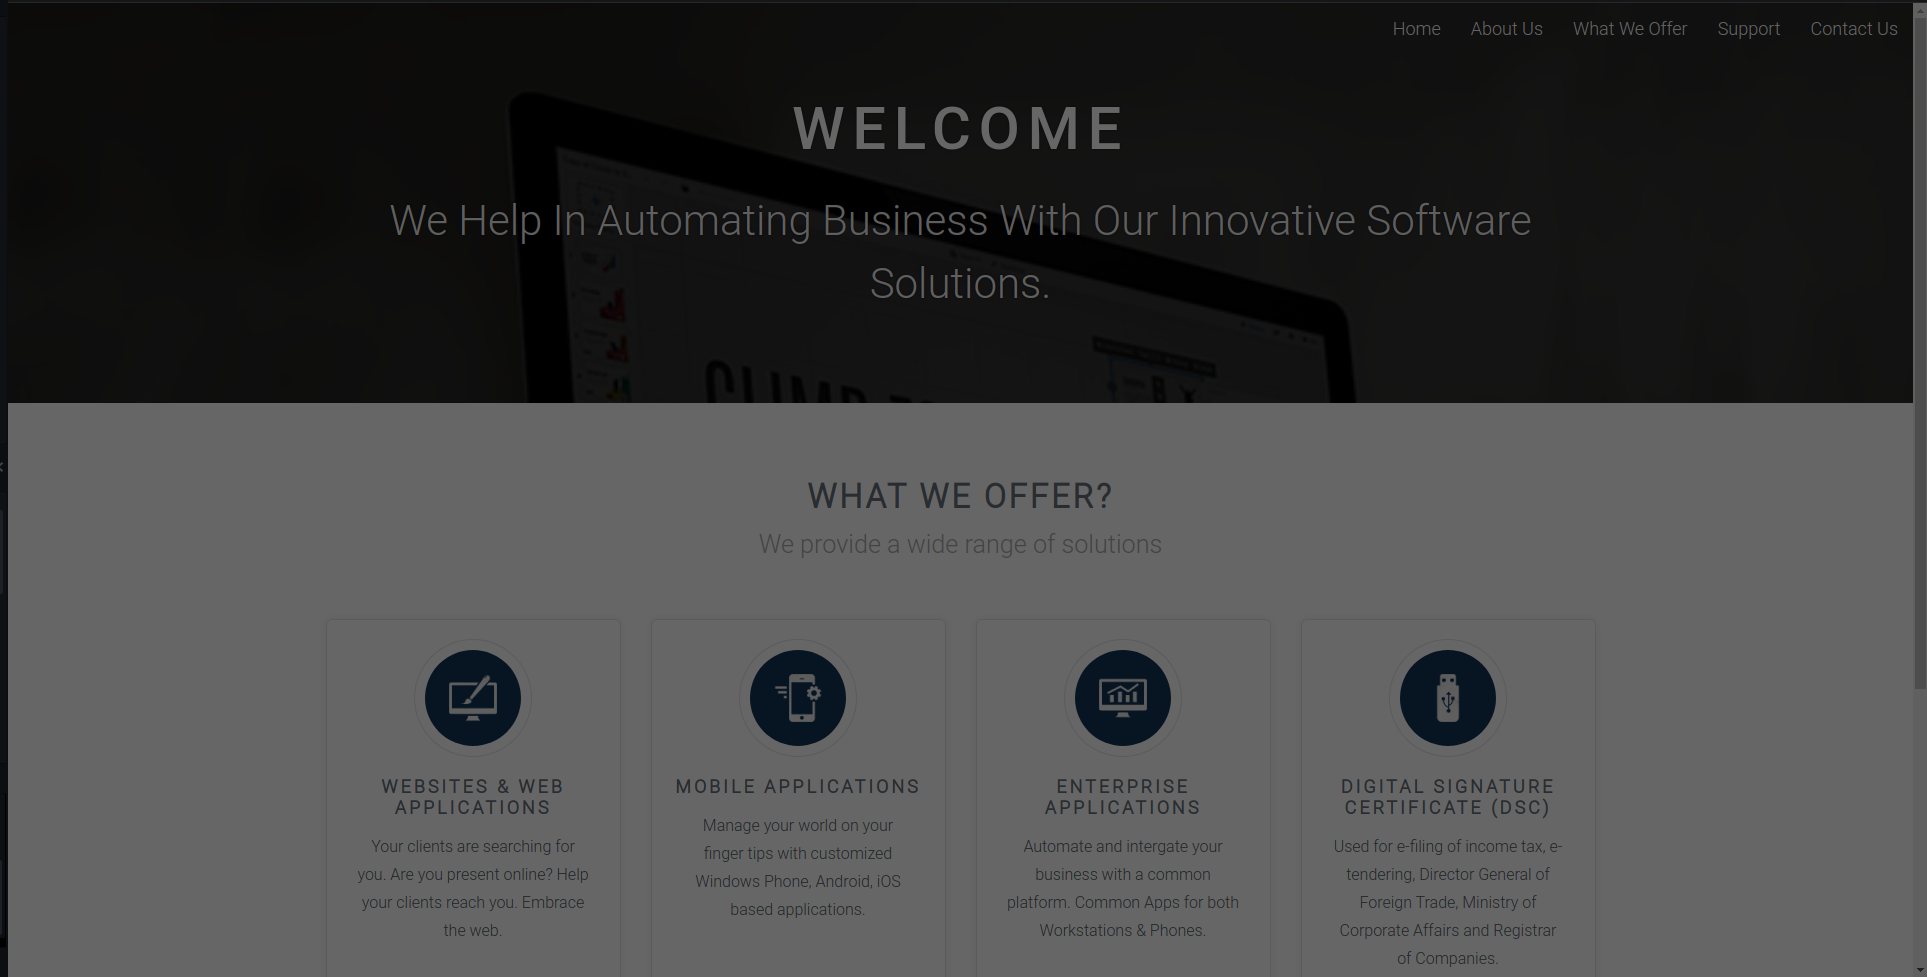 Home About Us What We Offer Support Contact Us
WELCOME
We Help In Automating Business With Our Innovative Software
Solutions.
WHAT WE OFFER?
We provide a wide range of solutions
WEBSITES & WEB
APPLICATIONS
Your clients are searching for
you. Are you present online? Help
your clients reach you. Embrace
the web.
MOBILE APPLICATIONS
Manage your world on your
finger tips with customized
Windows Phone, Android, iOS
based applications.
ENTERPRISE
APPLICATIONS
Automate and intergate your
business with a common
platform. Common Apps for both
Workstations & Phones.
DIGITAL SIGNATURE
CERTIFICATE (DSC)
Used for e-filing of income tax, e-
tendering, Director General of
Foreign Trade, Ministry of
Corporate Affairs and Registrar
of Companies.